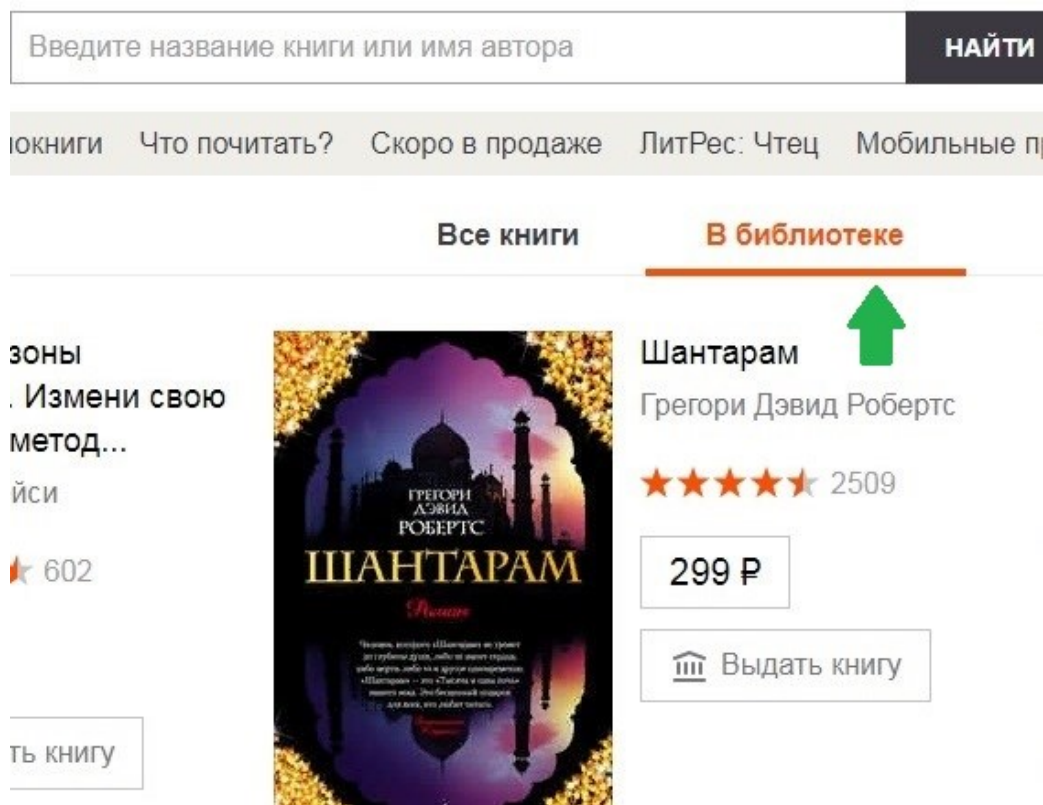 Введите название книги или имя автора
НАЙТИ
окниги Что почитать? Скоро в продаже ЛитРес: Чтец Мобильные п
Все книги В библиотеке
зоны
. Измени свою
метод...
йси
602
ть книгу
ГРЕГОРИ
ДЭВИД
РОБЕРТС
ШАНТАРАМ
Роман
Шантарам
Грегори Дэвид Робертс
2509
299 ₽
Выдать книгу